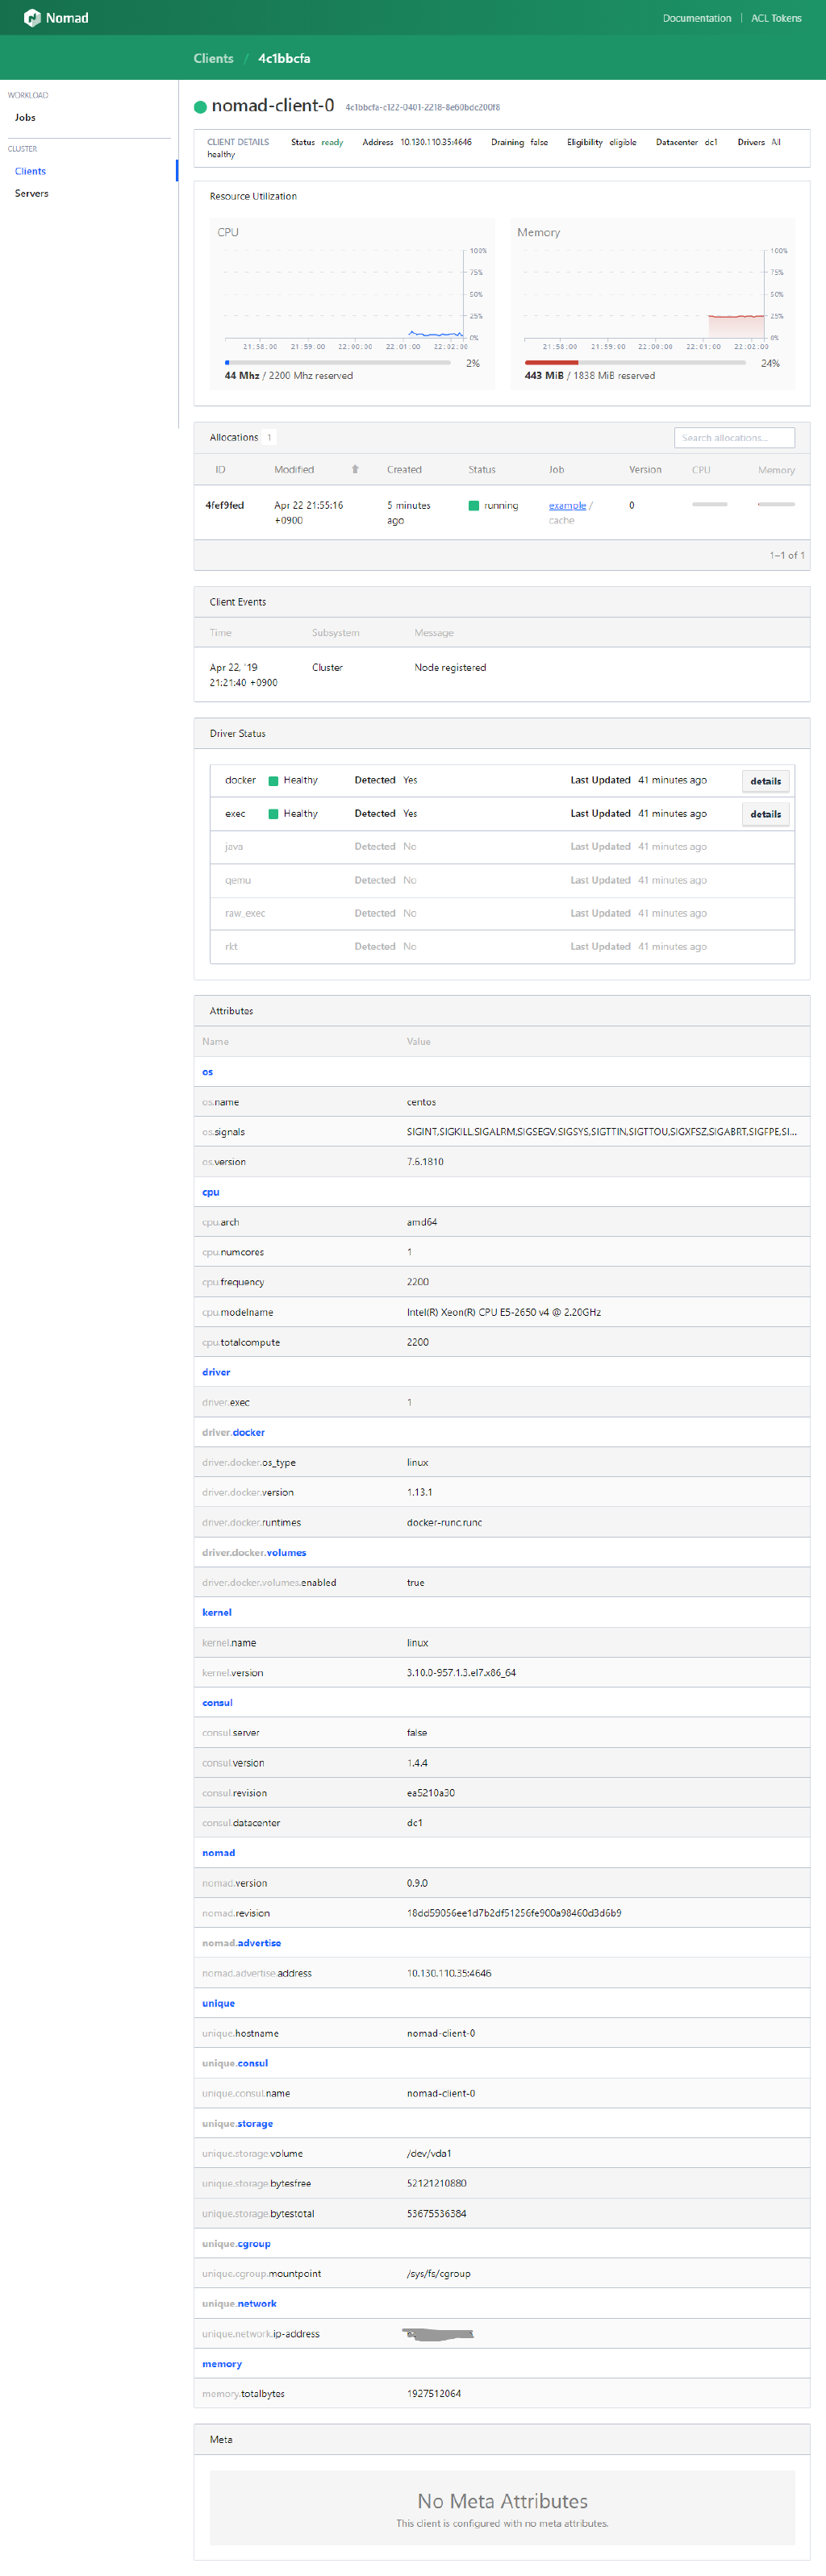 Nomad
Documentation | ACL Tokens
Clients / 4c1bbcfa
WORKLOAD
Jobs
CLUSTER
Clients
Servers
nomad-client-0 4c1bbcfa-c122-0401-2218-8e60bdc200f8
CLIENT DETAILS Status ready Address 10.130.110.35:4646 Draining false Eligibility eligible Datacenter dc1 Drivers All
healthy
Resource Utilization
CPU
100%
75%
50%
25%
0%
21:58:00 21:59:00 22:00:00 22:01:00 22:02:00
2%
44 Mhz / 2200 Mhz reserved
Memory
100%
75%
50%
25%
0%
21:58:00 21:59:00 22:00:00 22:01:00 22:02:00
24%
443 MiB / 1838 MiB reserved
Allocations 1
Search allocations...
ID Modified Created Status Job Version CPU Memory
4fef9fed Apr 22 21:55:16 +0900 5 minutes ago running example / cache 0
1–1 of 1
Client Events
Time Subsystem Message
Apr 22, '19 21:21:40 +0900 Cluster Node registered
Driver Status
docker Healthy Detected Yes Last Updated 41 minutes ago details
exec Healthy Detected Yes Last Updated 41 minutes ago details
java Detected No Last Updated 41 minutes ago
qemu Detected No Last Updated 41 minutes ago
raw_exec Detected No Last Updated 41 minutes ago
rkt Detected No Last Updated 41 minutes ago
Attributes
Name Value
os
os.name centos
os.signals SIGINT,SIGKILL,SIGALRM,SIGSEGV,SIGSYS,SIGTTIN,SIGTTOU,SIGXFSZ,SIGABRT,SIGFPE,SI...
os.version 7.6.1810
cpu
cpu.arch amd64
cpu.numcores 1
cpu.frequency 2200
cpu.modelname Intel(R) Xeon(R) CPU E5-2650 v4 @ 2.20GHz
cpu.totalcompute 2200
driver
driver.exec 1
driver.docker
driver.docker.os_type linux
driver.docker.version 1.13.1
driver.docker.runtimes docker-runc,runc
driver.docker.volumes
driver.docker.volumes.enabled true
kernel
kernel.name linux
kernel.version 3.10.0-957.1.3.el7.x86_64
consul
consul.server false
consul.version 1.4.4
consul.revision ea5210a30
consul.datacenter dc1
nomad
nomad.version 0.9.0
nomad.revision 18dd59056ee1d7b2df51256fe900a98460d3d6b9
nomad.advertise
nomad.advertise.address 10.130.110.35:4646
unique
unique.hostname nomad-client-0
unique.consul
unique.consul.name nomad-client-0
unique.storage
unique.storage.volume /dev/vda1
unique.storage.bytesfree 52121210880
unique.storage.bytestotal 53675536384
unique.cgroup
unique.cgroup.mountpoint /sys/fs/cgroup
unique.network
unique.network.ip-address
memory
memory.totalbytes 1927512064
Meta
No Meta Attributes
This client is configured with no meta attributes.